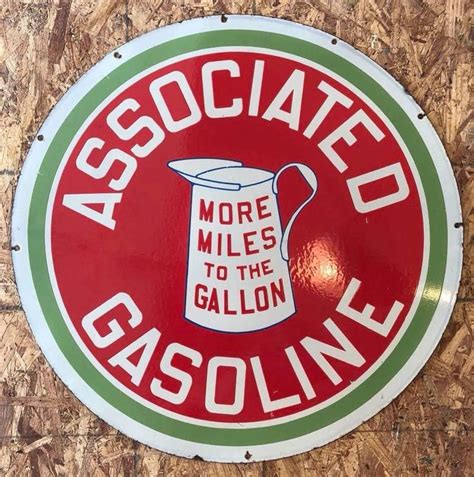 ASSOCIATED
MORE
MILES
TO THE
GALLON
GASOLINE